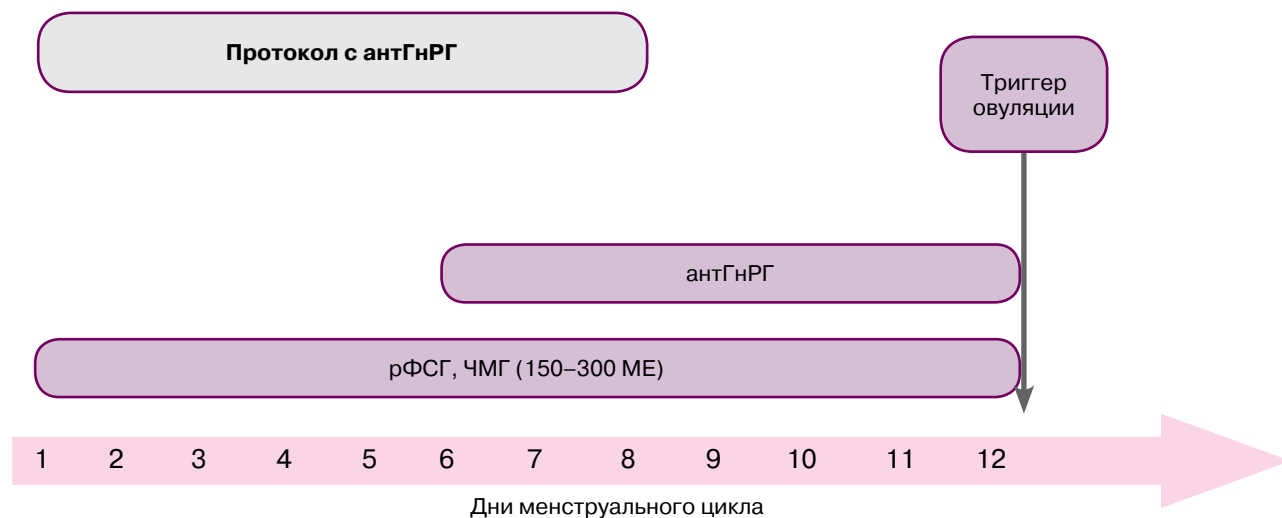 Протокол с антГнРГ
Триггер
овуляции
антГнРГ
рФСГ, ЧМГ (150–300 МЕ)
1 2 3 4 5 6 7 8 9 10 11 12
Дни менструального цикла